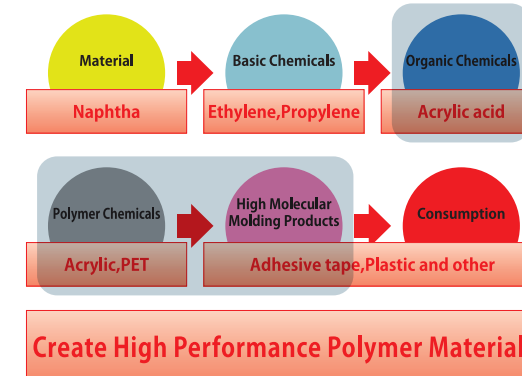 Material
Basic Chemicals
Organic Chemicals
Naphtha
Ethylene,Propylene
Acrylic acid
Polymer Chemicals
High Molecular
Molding Products
Consumption
Acrylic,PET
Adhesive tape,Plastic and other
Create High Performance Polymer Material